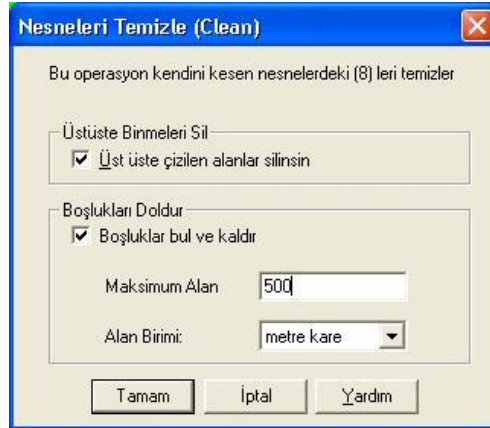 Nesneleri Temizle (Clean)
Bu operasyon kendini kesen nesnelerdeki (8) leri temizler
Üstüste Binmeleri Sil
Üst üste çizilen alanlar silinsin
Boşlukları Doldur
Boşluklar bul ve kaldır
Maksimum Alan 500
Alan Birimi: metre kare
Tamam İptal Yardım